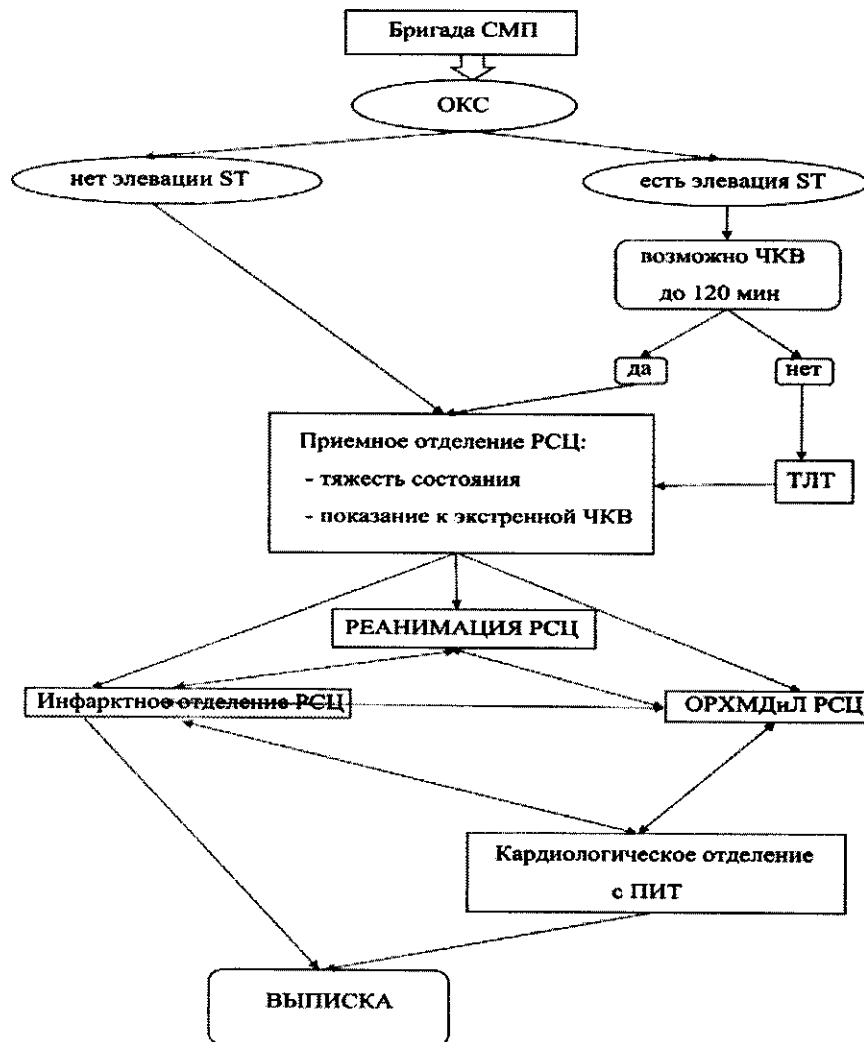 Бригада СМП
ОКС
нет элевации ST
есть элевация ST
возможно ЧКВ
до 120 мин
да
нет
Приемное отделение РСЦ:
- тяжесть состояния
- показание к экстренной ЧКВ
ТЛТ
РЕАНИМАЦИЯ РСЦ
Инфарктное отделение РСЦ
ОРХМДиЛ РСЦ
Кардиологическое отделение
с ПИТ
ВЫПИСКА